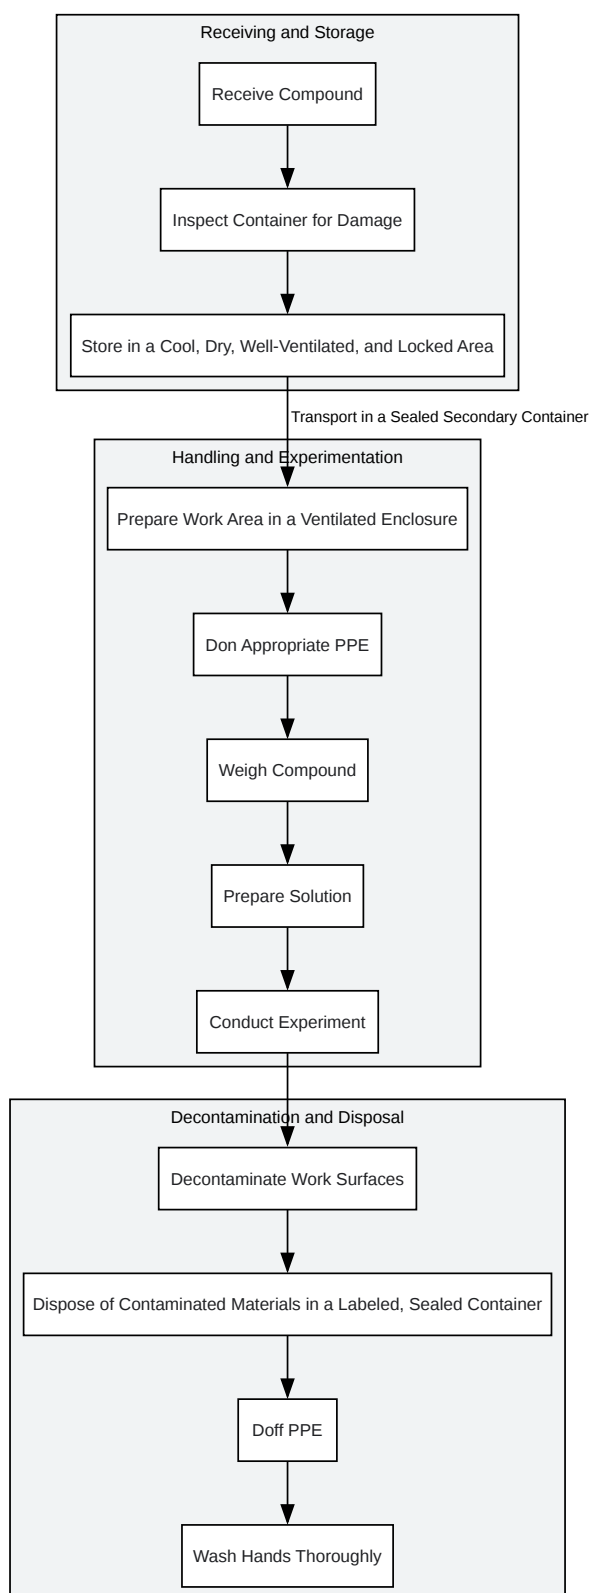 Receiving and Storage
Receive Compound
Inspect Container for Damage
Store in a Cool, Dry, Well-Ventilated, and Locked Area
Transport in a Sealed Secondary Container
Handling and Experimentation
Prepare Work Area in a Ventilated Enclosure
Don Appropriate PPE
Weigh Compound
Prepare Solution
Conduct Experiment
Decontamination and Disposal
Decontaminate Work Surfaces
Dispose of Contaminated Materials in a Labeled, Sealed Container
Doff PPE
Wash Hands Thoroughly